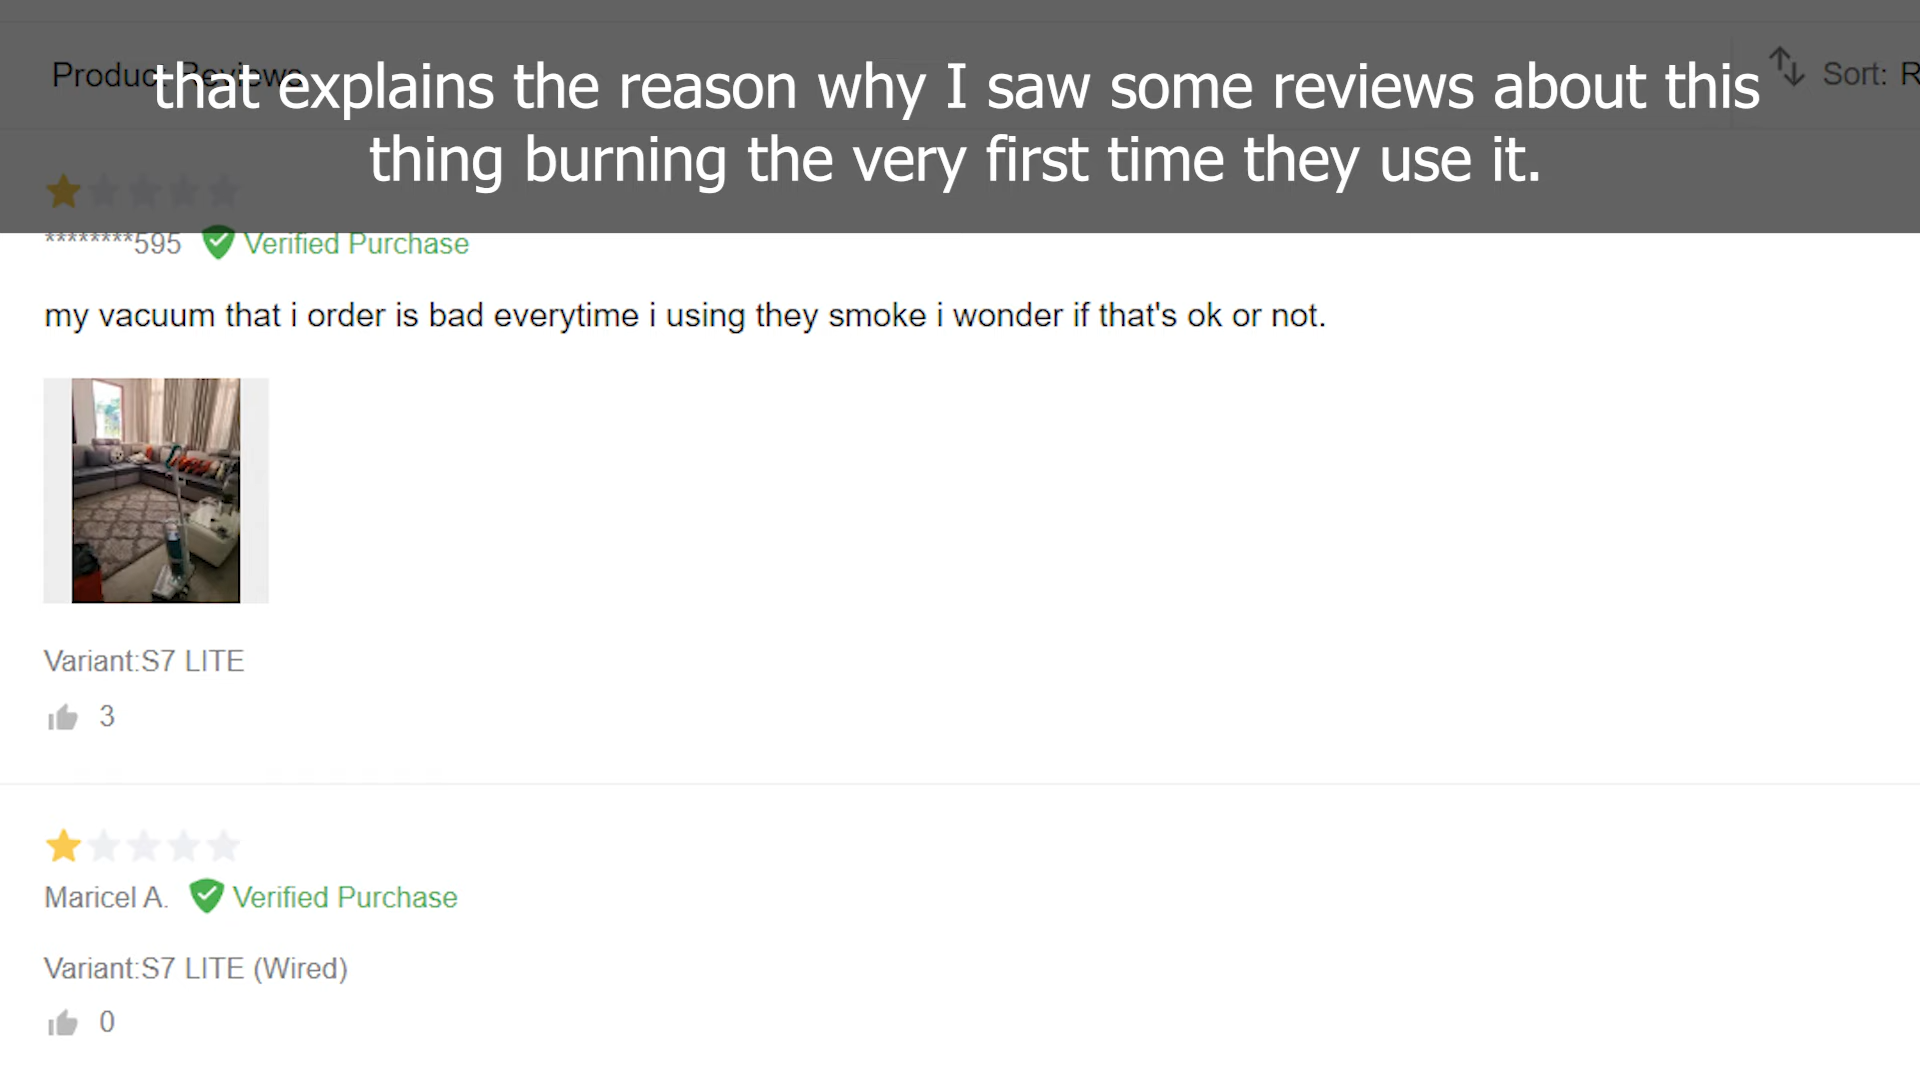 Product Reviews
Sort: R
that explains the reason why I saw some reviews about this
thing burning the very first time they use it.
********595 Verified Purchase
my vacuum that i order is bad everytime i using they smoke i wonder if that's ok or not.
Variant:S7 LITE
3
Maricel A. Verified Purchase
Variant:S7 LITE (Wired)
0